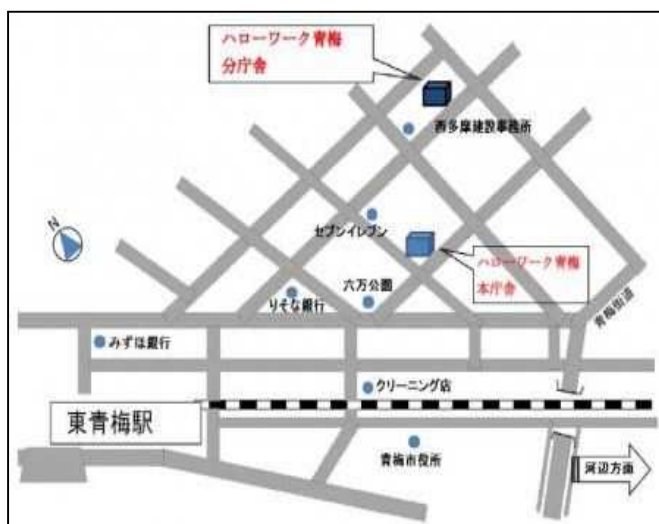 ハローワーク青梅
分庁舎
西多摩建設事務所
N
セブンイレブン
ハローワーク青梅
本庁舎
六万公園
りそな銀行
青梅街道
みずほ銀行
クリーニング店
東青梅駅
青梅市役所
河辺方面